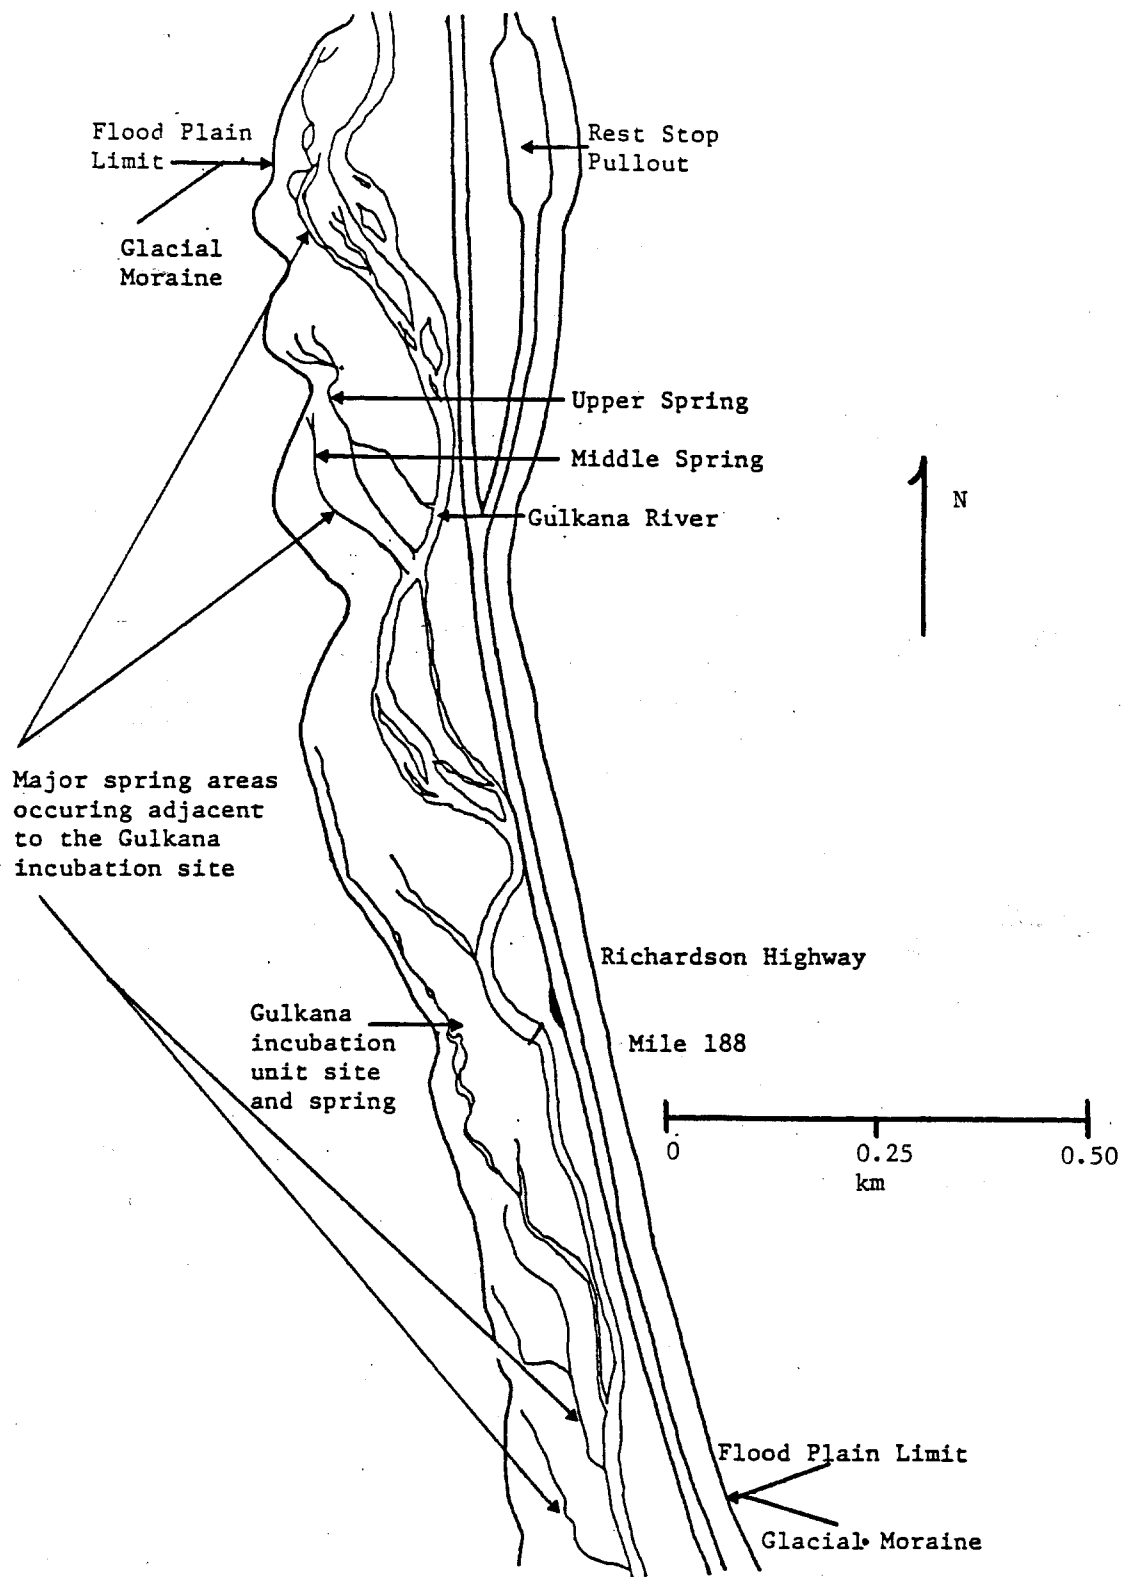 Flood Plain
Limit
Rest Stop
Pullout
Glacial
Moraine
Upper Spring
Middle Spring
N
Gulkana River
Major spring areas
occuring adjacent
to the Gulkana
incubation site
Richardson Highway
Gulkana
incubation
unit site
and spring
Mile 188
0 0.25 0.50
km
Flood Plain Limit
Glacial Moraine